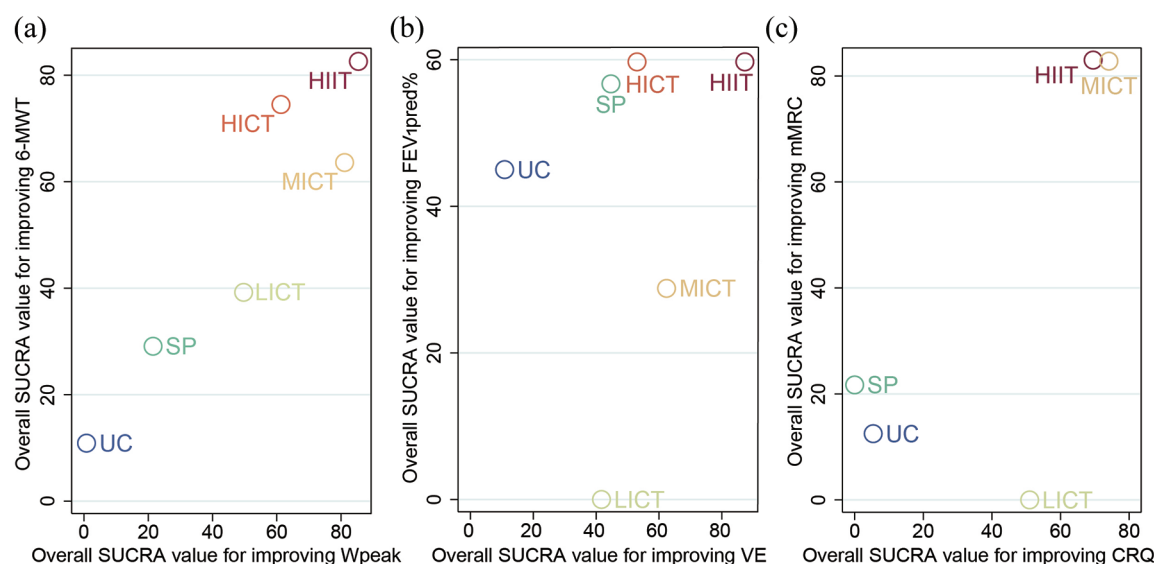 (a)
Overall SUCRA value for improving 6-MWT
80
60
40
20
0
HIIT
HICT
MICT
LICT
SP
UC
0 20 40 60 80
Overall SUCRA value for improving Wpeak
(b)
Overall SUCRA value for improving FEV1pred%
60
40
20
0
HICT
HIIT
SP
UC
MICT
LICT
0 20 40 60 80
Overall SUCRA value for improving VE
(c)
Overall SUCRA value for improving mMRC
80
60
40
20
0
HIIT
MICT
SP
UC
LICT
0 20 40 60 80
Overall SUCRA value for improving CRQ